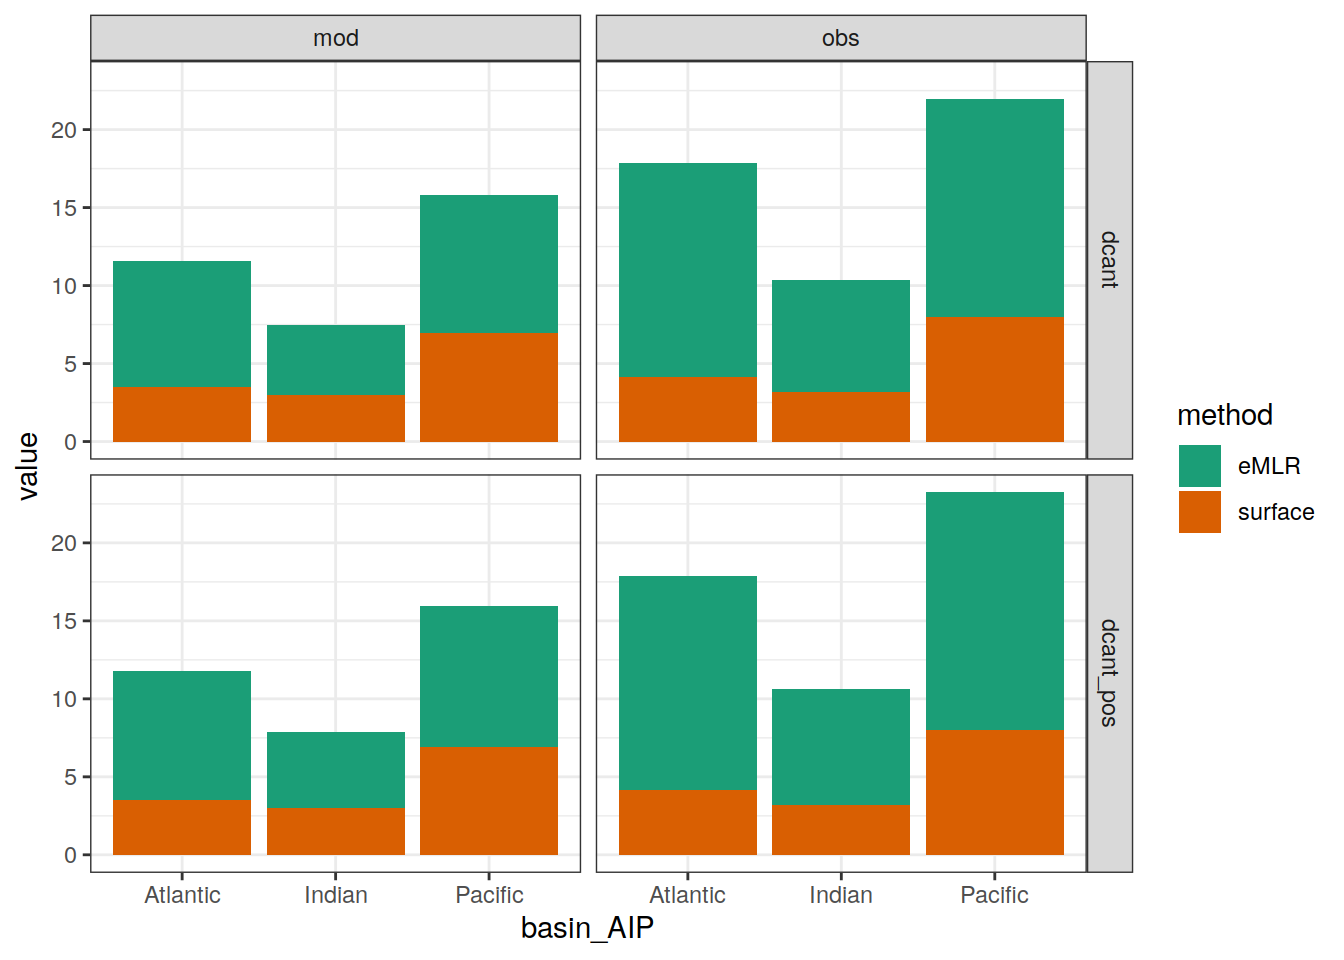 mod
obs
20
15
10
5
0
dcant
20
15
10
5
0
dcant_pos
value
Atlantic
Indian
Pacific
Atlantic
Indian
Pacific
basin_AIP
method
eMLR
surface